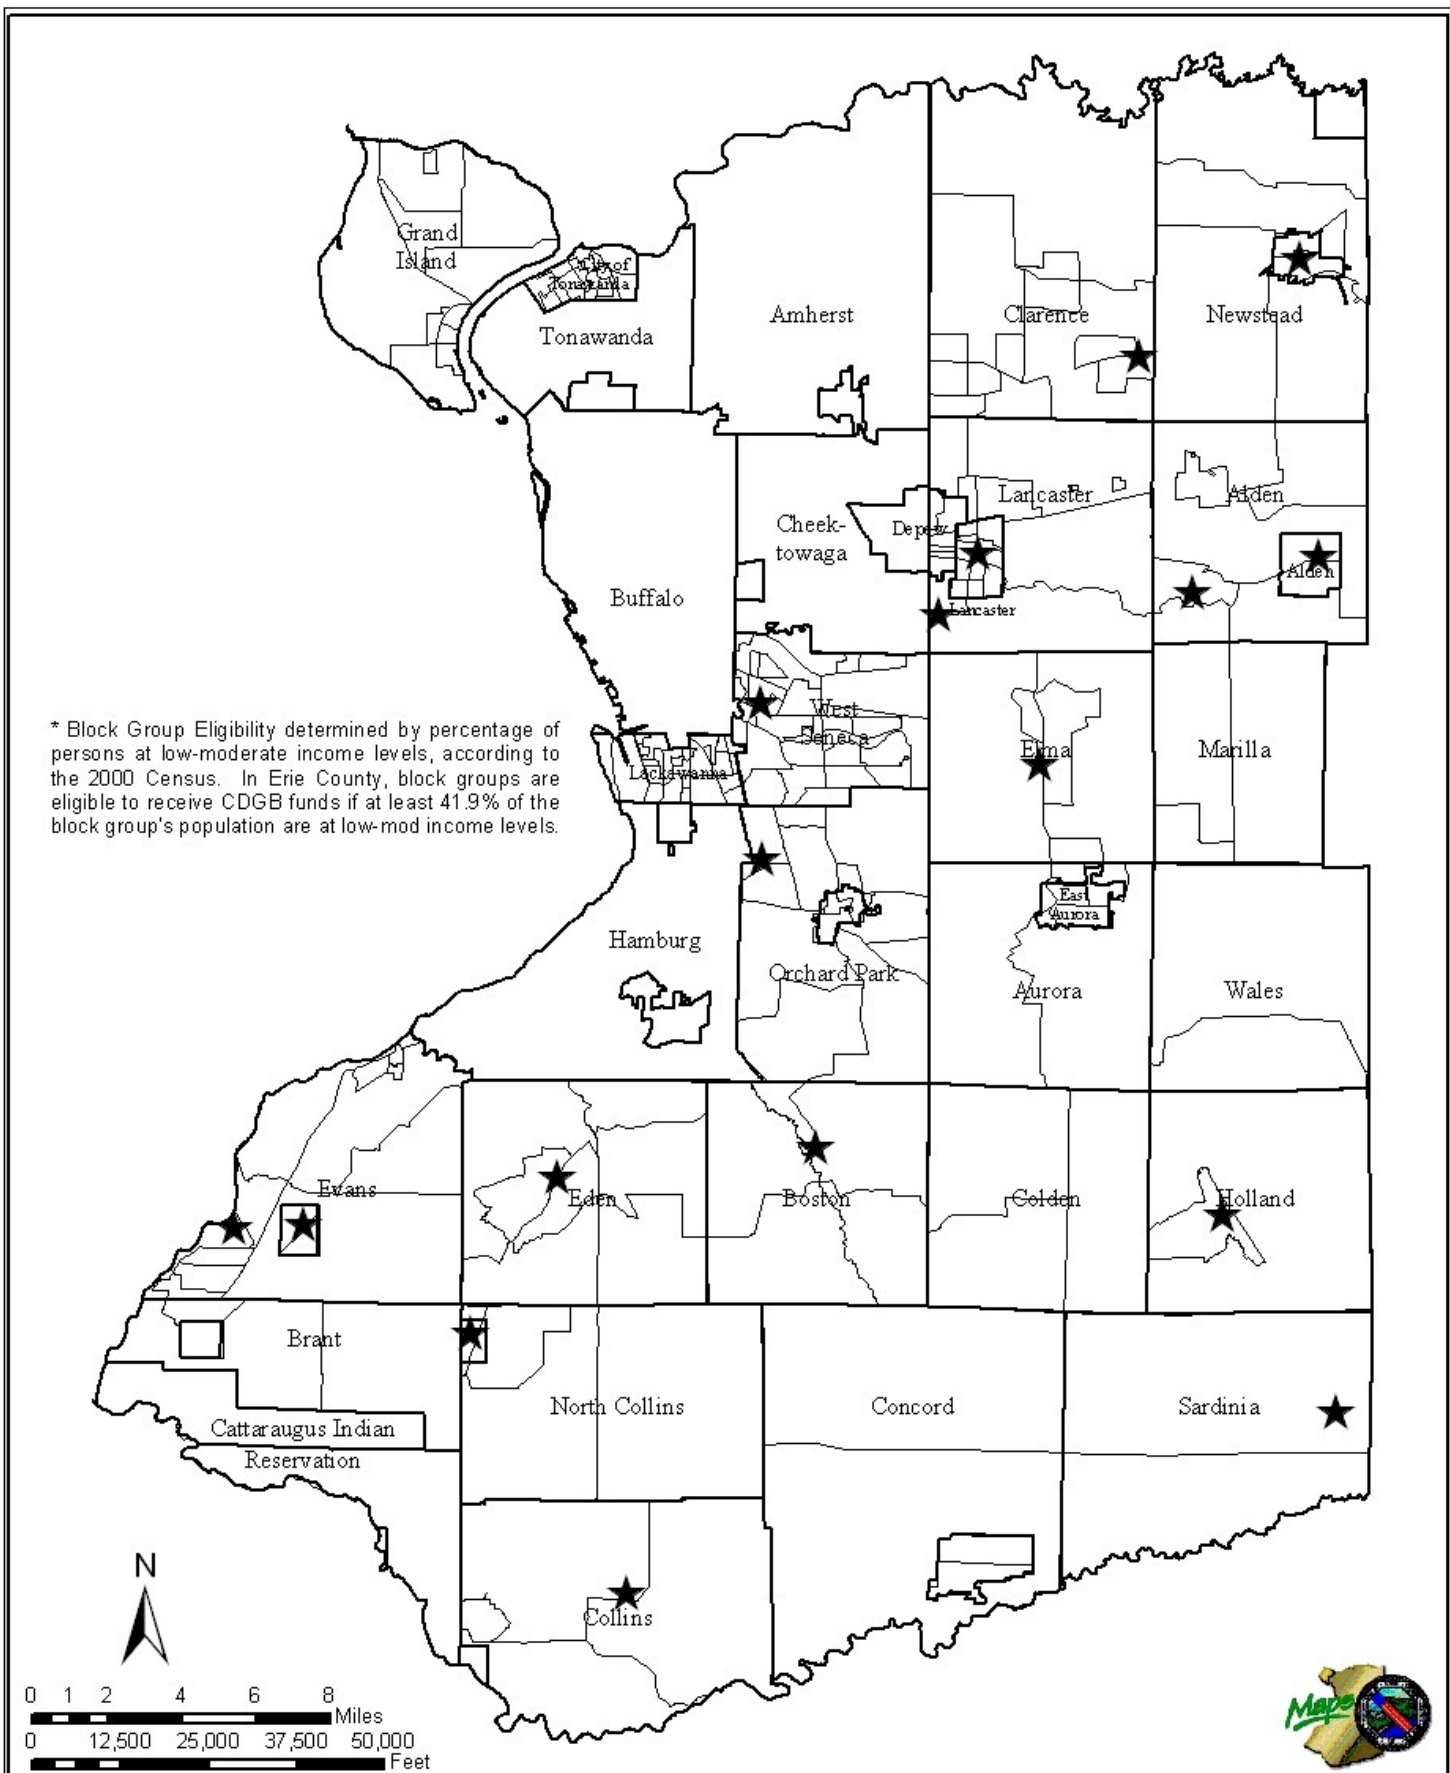 Grand
Island
City of
Tonawanda
Tonawanda
Amherst
Clarence
Newstead
Lancaster
Alden
Cheek-
towaga
Depew
Alden
Buffalo
Lancaster
* Block Group Eligibility determined by percentage of
persons at low-moderate income levels, according to
the 2000 Census. In Erie County, block groups are
eligible to receive CDGB funds if at least 41.9% of the
block group's population are at low-mod income levels.
West
Seneca
Elma
Marilla
Lackawanna
East
Aurora
Hamburg
Orchard Park
Aurora
Wales
Evans
Eden
Boston
Colden
Holland
Brant
North Collins
Concord
Sardinia
Cattaraugus Indian
Reservation
Collins
N
0 1 2 4 6 8
Miles
0 12,500 25,000 37,500 50,000
Feet
Maps